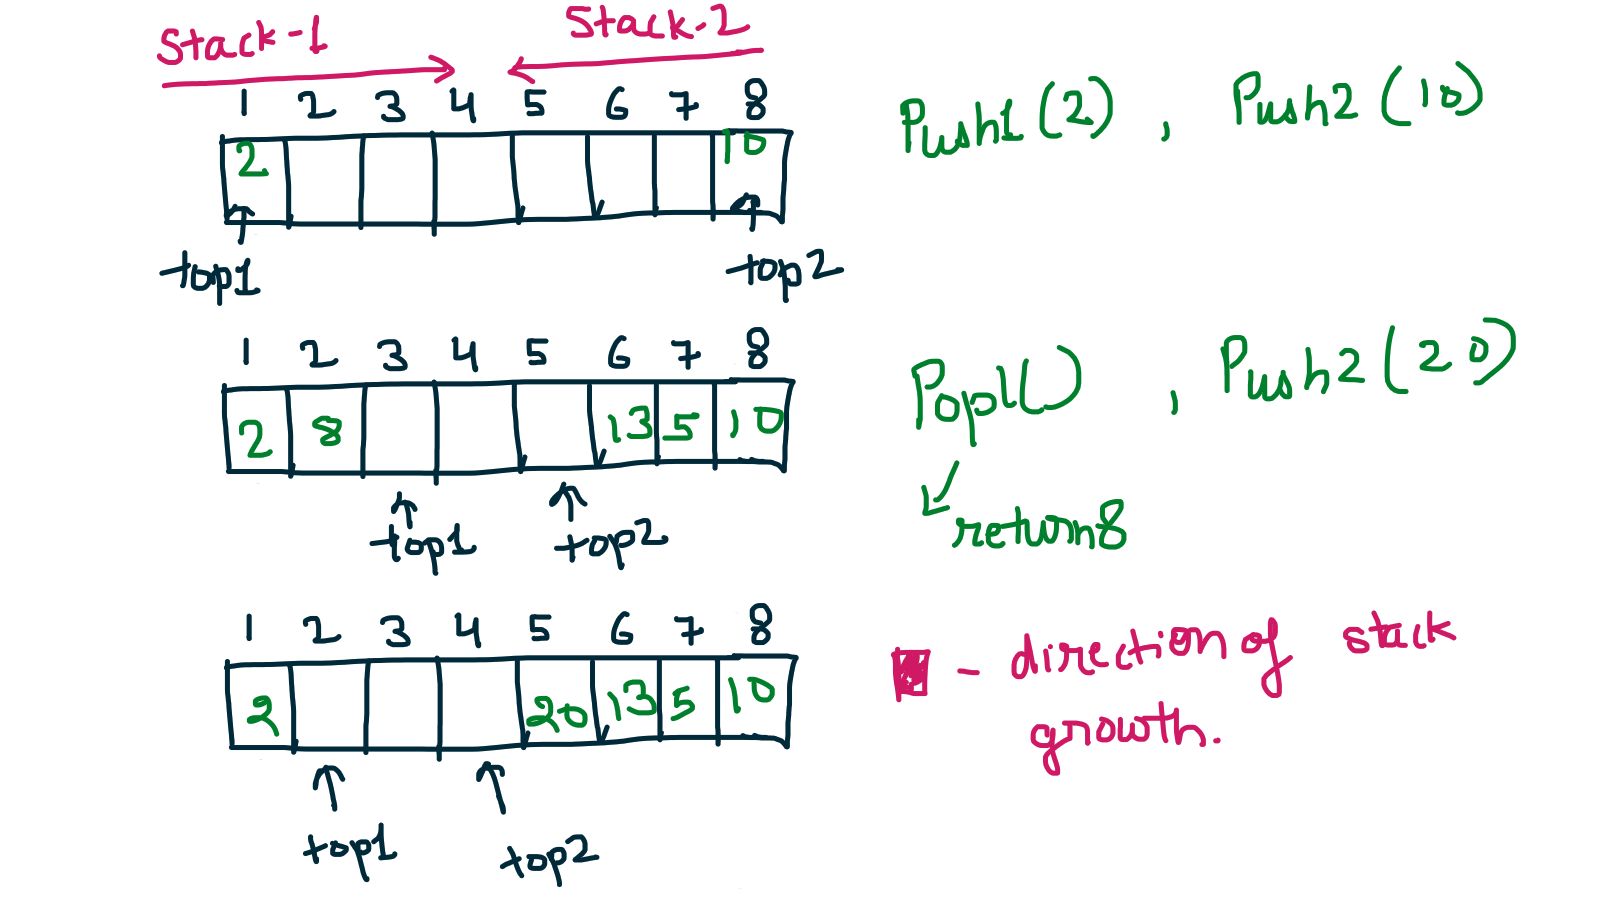 Stack-1
Stack-2
1 2 3 4 5 6 7 8
2 10
top1 top2
Push1(2) , Push2(10)
1 2 3 4 5 6 7 8
2 8 13 5 10
top1 top2
Pop1() , Push2(20)
return8
1 2 3 4 5 6 7 8
2 20 13 5 10
top1 top2
- direction of stack
growth.